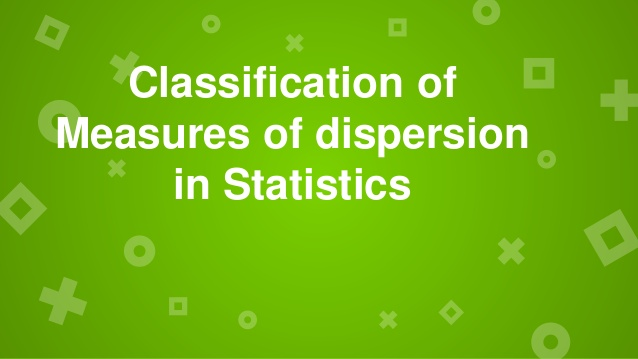 Classification of
Measures of dispersion
in Statistics